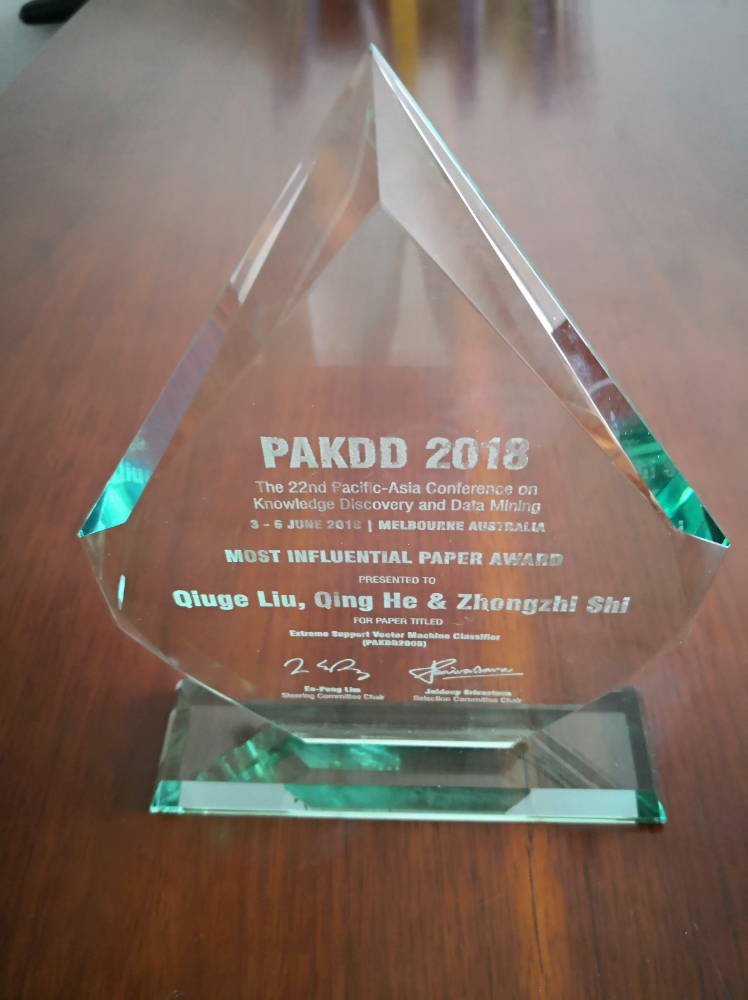 PAKDD 2018
The 22nd Pacific-Asia Conference on
Knowledge Discovery and Data Mining
3 - 6 JUNE 2018 | MELBOURNE AUSTRALIA
MOST INFLUENTIAL PAPER AWARD
PRESENTED TO
Qiuge Liu, Qing He & Zhongzhi Shi
FOR PAPER TITLED
Extreme Support Vector Machine Classifier
(PAKDD2008)
Ee-Peng Lim
Steering Committee Chair
Jaideep Srivastava
Selection Committee Chair